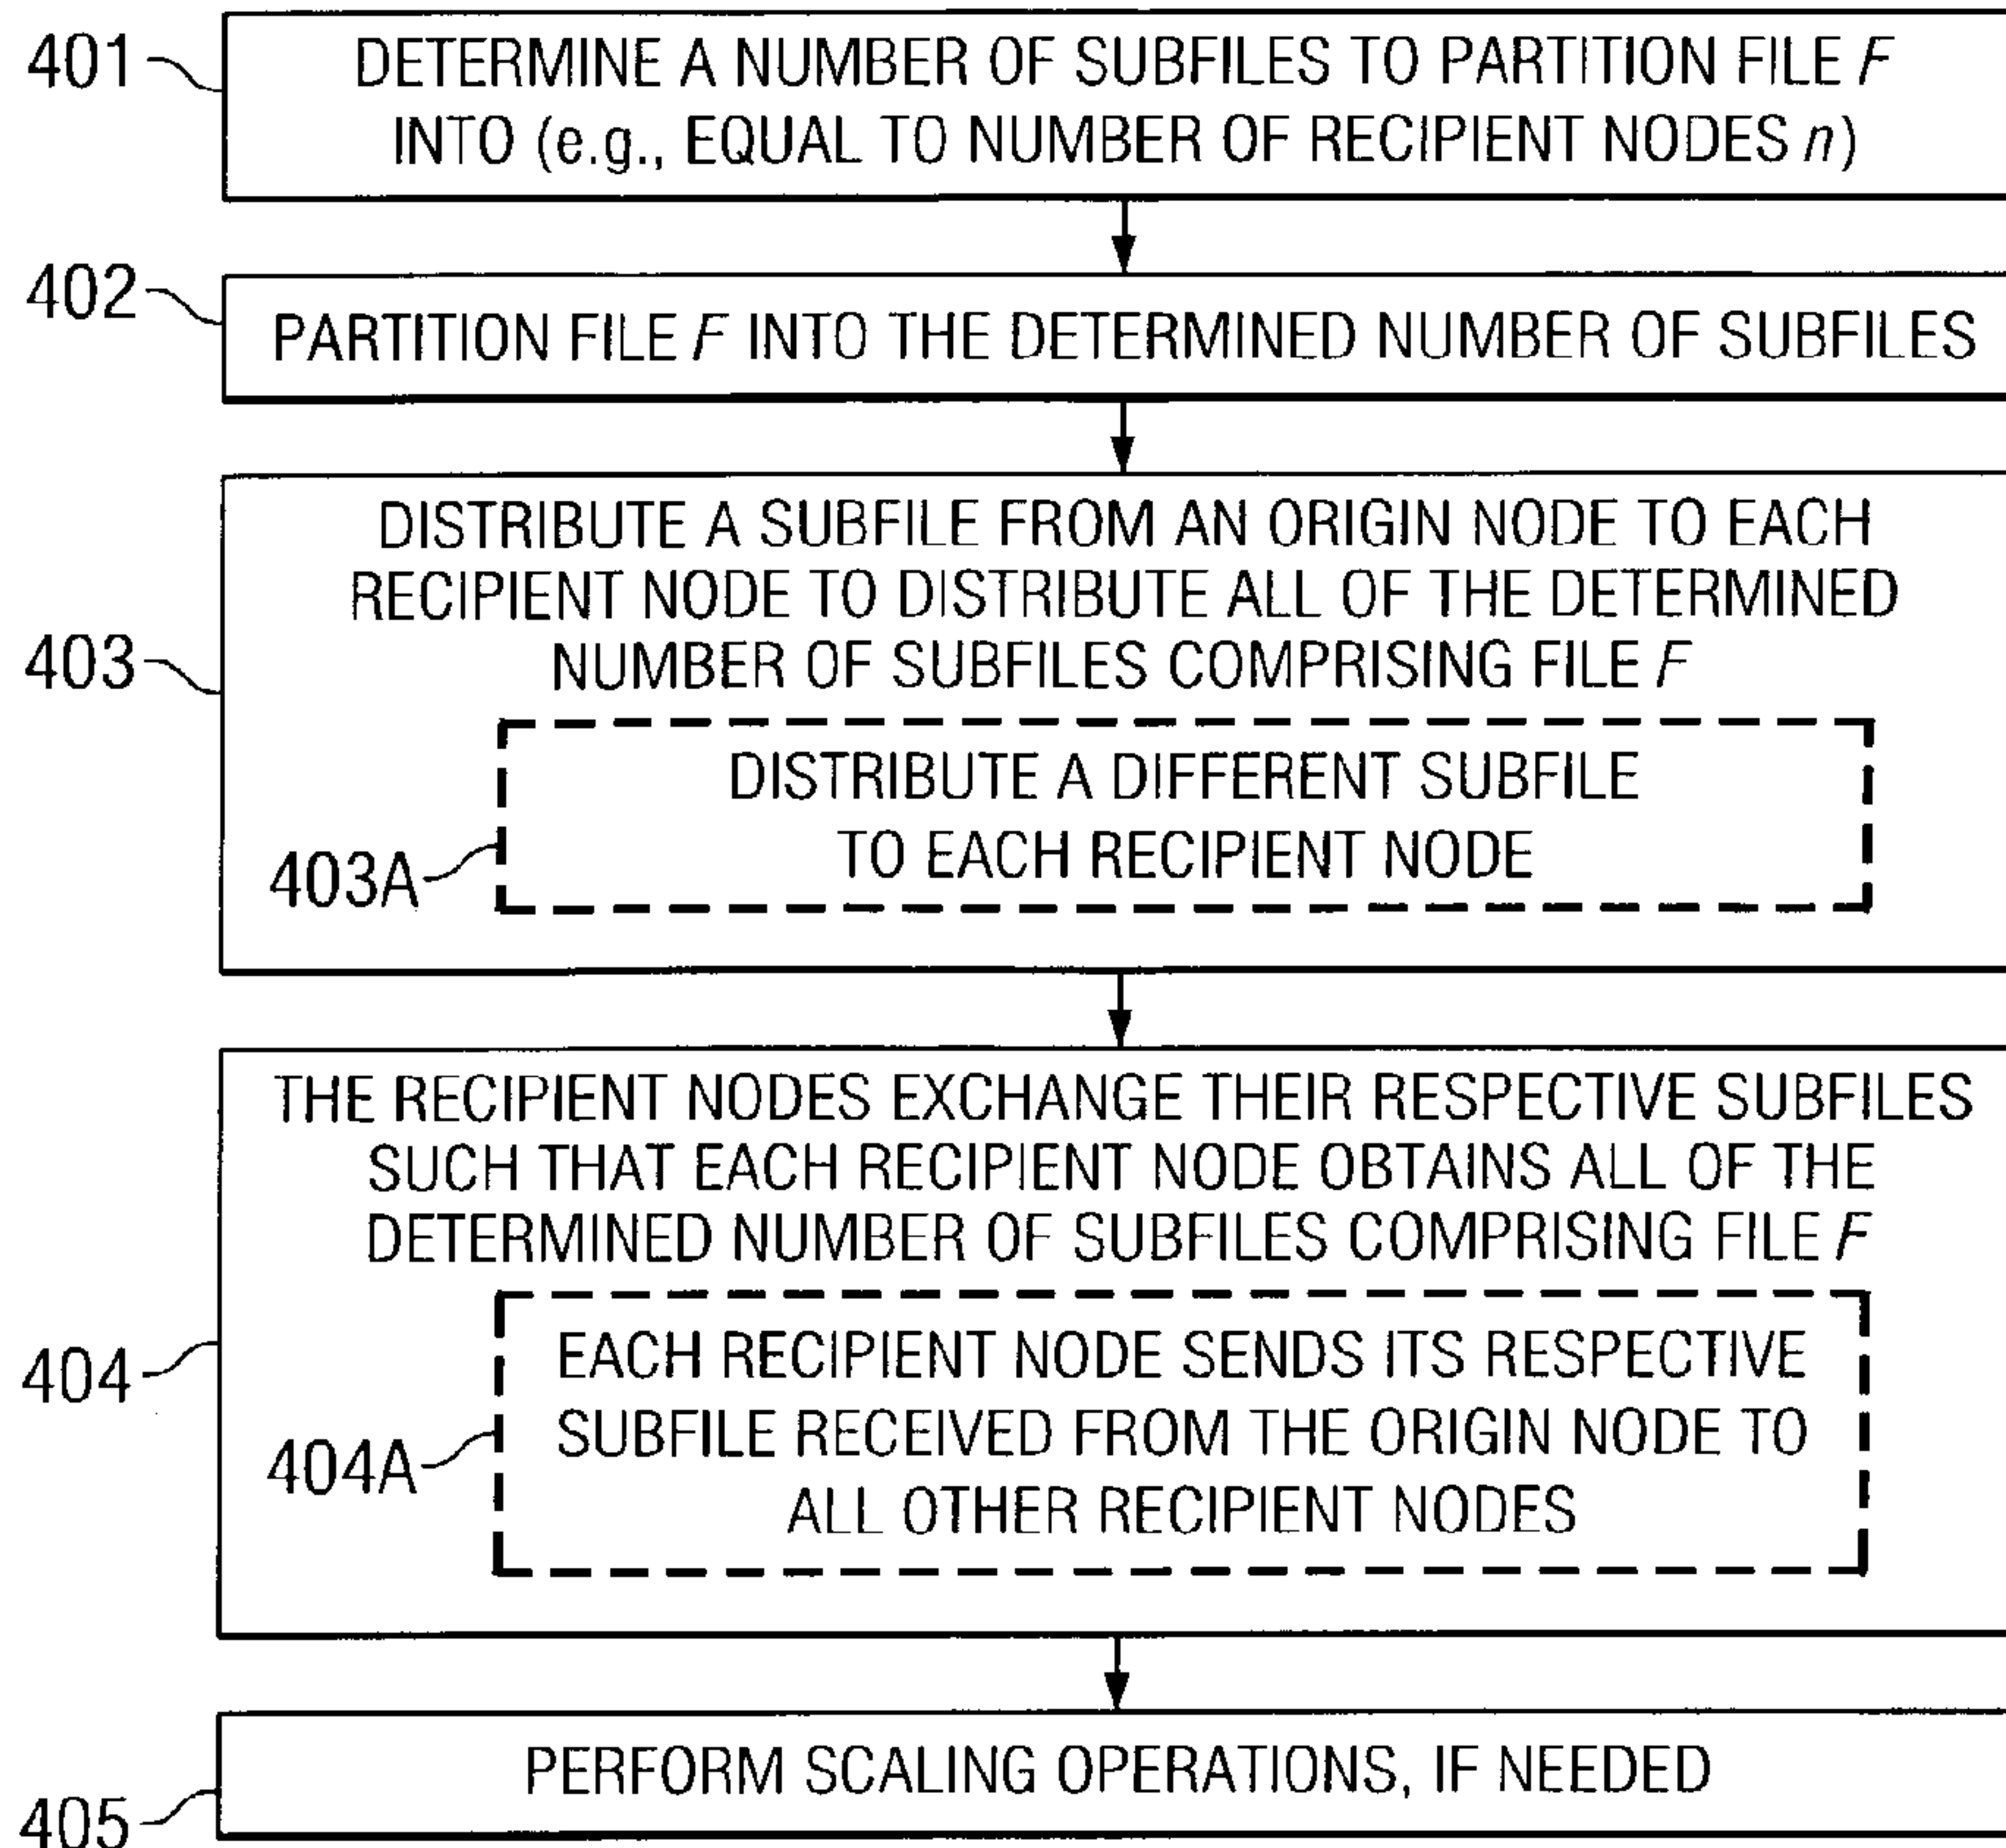 401
DETERMINE A NUMBER OF SUBFILES TO PARTITION FILE F
INTO (e.g., EQUAL TO NUMBER OF RECIPIENT NODES n)
402
PARTITION FILE F INTO THE DETERMINED NUMBER OF SUBFILES
403
DISTRIBUTE A SUBFILE FROM AN ORIGIN NODE TO EACH
RECIPIENT NODE TO DISTRIBUTE ALL OF THE DETERMINED
NUMBER OF SUBFILES COMPRISING FILE F
403A
DISTRIBUTE A DIFFERENT SUBFILE
TO EACH RECIPIENT NODE
404
THE RECIPIENT NODES EXCHANGE THEIR RESPECTIVE SUBFILES
SUCH THAT EACH RECIPIENT NODE OBTAINS ALL OF THE
DETERMINED NUMBER OF SUBFILES COMPRISING FILE F
404A
EACH RECIPIENT NODE SENDS ITS RESPECTIVE
SUBFILE RECEIVED FROM THE ORIGIN NODE TO
ALL OTHER RECIPIENT NODES
405
PERFORM SCALING OPERATIONS, IF NEEDED